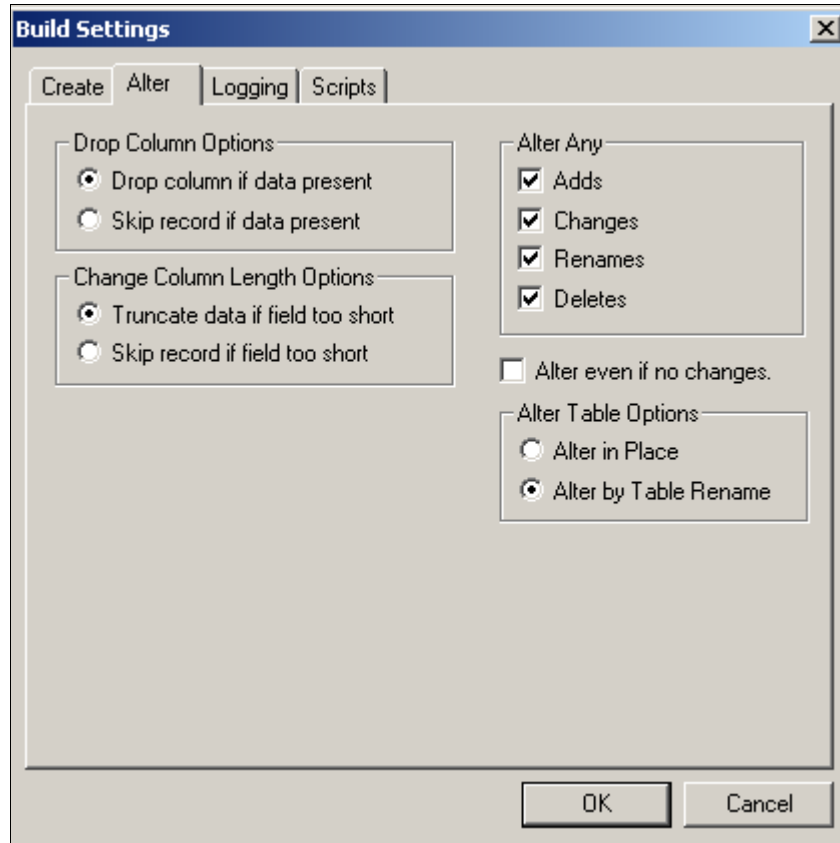 Build Settings
Create
Alter
Logging
Scripts
Drop Column Options
Drop column if data present
Skip record if data present
Change Column Length Options
Truncate data if field too short
Skip record if field too short
Alter Any
Adds
Changes
Renames
Deletes
Alter even if no changes.
Alter Table Options
Alter in Place
Alter by Table Rename
OK
Cancel